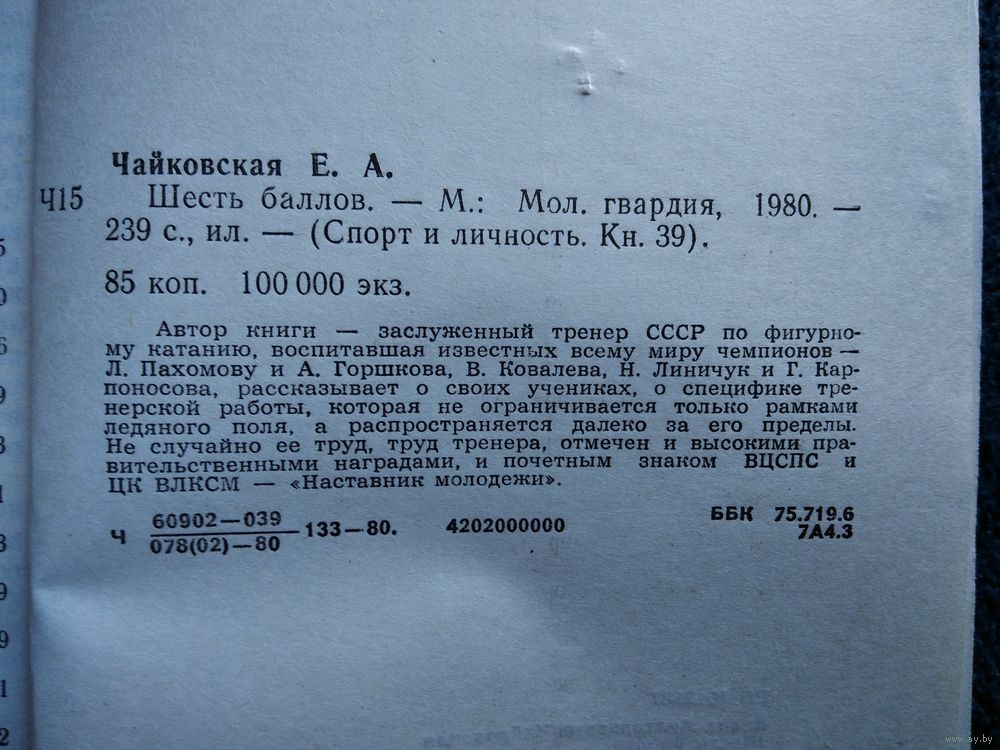 Чайковская Е. А.
Ч15 Шесть баллов. — М.: Мол. гвардия, 1980. —
239 с., ил. — (Спорт и личность. Кн. 39).
85 коп. 100 000 экз.
Автор книги — заслуженный тренер СССР по фигурно-
му катанию, воспитавшая известных всему миру чемпионов —
Л. Пахомову и А. Горшкова, В. Ковалева, Н. Линичук и Г. Кар-
поносова, рассказывает о своих учениках, о специфике тре-
нерской работы, которая не ограничивается только рамками
ледяного поля, а распространяется далеко за его пределы.
Не случайно ее труд, труд тренера, отмечен и высокими пра-
вительственными наградами, и почетным знаком ВЦСПС и
ЦК ВЛКСМ — «Наставник молодежи».
Ч 60902—039
078(02)—80 133—80. 4202000000
ББК 75.719.6
7А4.3
www.ay.by